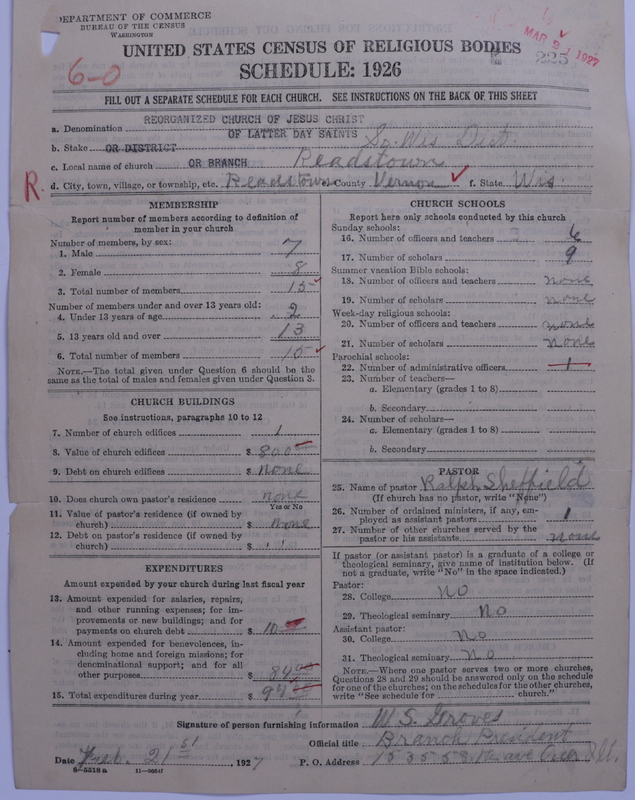 DEPARTMENT OF COMMERCE
BUREAU OF THE CENSUS
WASHINGTON
MAR 21 1927
225
UNITED STATES CENSUS OF RELIGIOUS BODIES
6-0
SCHEDULE: 1926
FILL OUT A SEPARATE SCHEDULE FOR EACH CHURCH. SEE INSTRUCTIONS ON THE BACK OF THIS SHEET
REORGANIZED CHURCH OF JESUS CHRIST
a. Denomination
OF LATTER DAY SAINTS
b. Stake OR DISTRICT So. Wis Dist.
c. Local name of church OR BRANCH Readstown
R. d. City, town, village, or township, etc. Readstown e. County Vernon f. State Wis
MEMBERSHIP
Report number of members according to definition of
member in your church
Number of members, by sex:
1. Male 7
2. Female 8
3. Total number of members 15
Number of members under and over 13 years old:
4. Under 13 years of age 2
5. 13 years old and over 13
6. Total number of members 15
NOTE.—The total given under Question 6 should be
same as the total of males and females given under Question 3.
CHURCH BUILDINGS
See instructions, paragraphs 10 to 12
7. Number of church edifices 1
8. Value of church edifices $ 800
9. Debt on church edifices $ None
10. Does church own pastor's residence none
Yes or No
11. Value of pastor's residence (if owned by
church) $ none
12. Debt on pastor's residence (if owned by
church) $ " "
EXPENDITURES
Amount expended by your church during last fiscal year
13. Amount expended for salaries, repairs,
and other running expenses; for im-
provements or new buildings; and for
payments on church debt $ 10
14. Amount expended for benevolences, in-
cluding home and foreign missions; for
denominational support; and for all
other purposes $ 84
15. Total expenditures during year $ 94
CHURCH SCHOOLS
Report here only schools conducted by this church
Sunday schools:
16. Number of officers and teachers 6
17. Number of scholars 9
Summer vacation Bible schools:
18. Number of officers and teachers none
19. Number of scholars none
Week-day religious schools:
20. Number of officers and teachers none
21. Number of scholars none
Parochial schools:
22. Number of administrative officers 1
23. Number of teachers—
a. Elementary (grades 1 to 8)
b. Secondary
24. Number of scholars—
a. Elementary (grades 1 to 8)
b. Secondary
PASTOR
25. Name of pastor Ralph Sheffield
(If church has no pastor, write "None")
26. Number of ordained ministers, if any, em-
ployed as assistant pastors 1
27. Number of other churches served by the
pastor or his assistants none
If pastor (or assistant pastor) is a graduate of a college or
theological seminary, give name of institution below. (If
not a graduate, write "No" in the space indicated.)
Pastor:
28. College No
29. Theological seminary No
Assistant pastor:
30. College No
31. Theological seminary No
NOTE.—Where one pastor serves two or more churches,
Questions 28 and 29 should be answered only on the schedule
for one of the churches; on the schedules for the other churches,
write "See schedule for church."
Signature of person furnishing information W. S. Groves
Official title Branch President
Date Feb. 21st, 1927 P. O. Address
8-5318 a 11-9664f